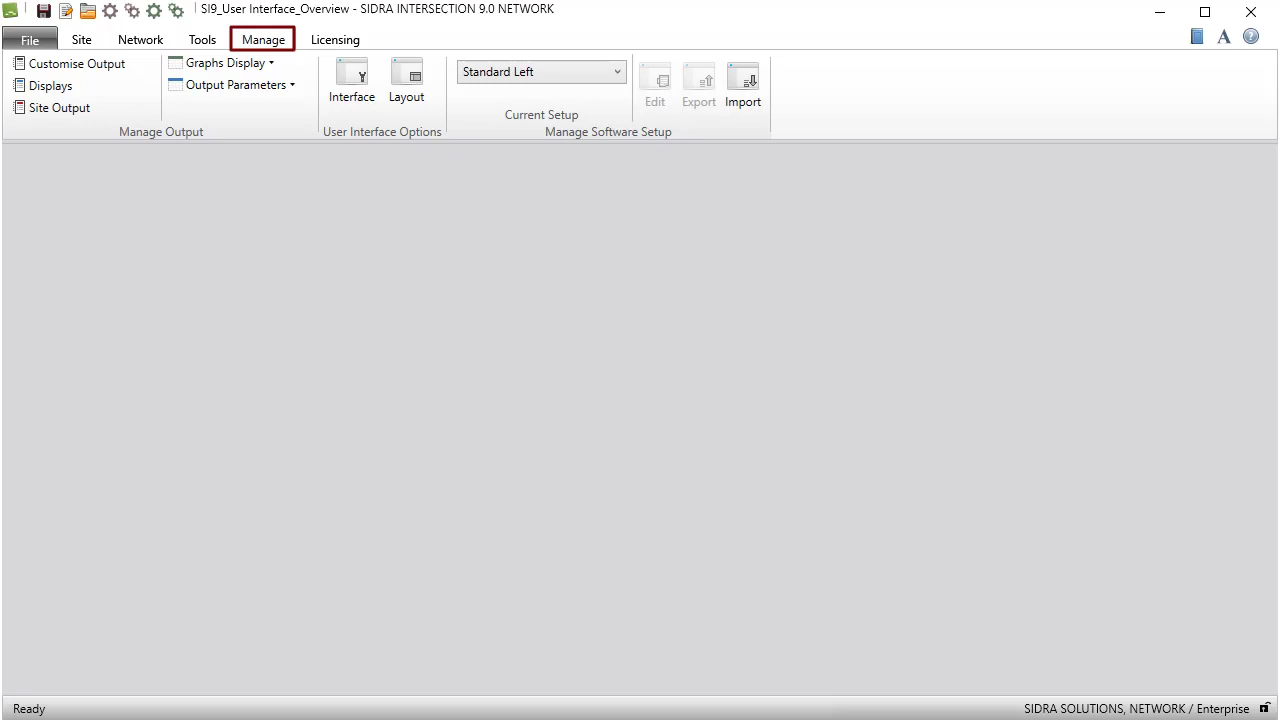 SI9_User Interface_Overview - SIDRA INTERSECTION 9.0 NETWORK
File Site Network Tools Manage Licensing A ?
Customise Output
Displays
Site Output
Graphs Display
Output Parameters
Manage Output
Interface Layout
User Interface Options
Standard Left
Current Setup
Edit Export Import
Manage Software Setup
Ready
SIDRA SOLUTIONS, NETWORK / Enterprise